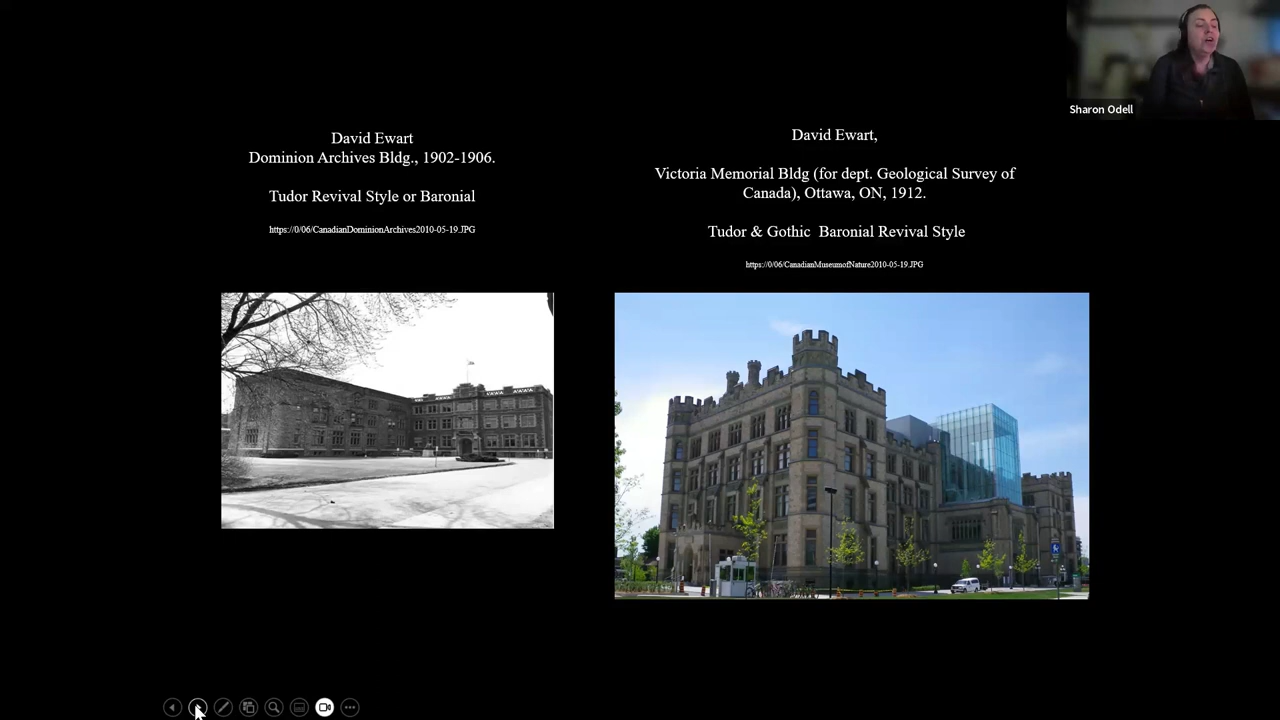 Sharon Odell
David Ewart
Dominion Archives Bldg., 1902-1906.
Tudor Revival Style or Baronial
https://0/06/CanadianDominionArchives2010-05-19.JPG
David Ewart,
Victoria Memorial Bldg (for dept. Geological Survey of
Canada), Ottawa, ON, 1912.
Tudor & Gothic  Baronial Revival Style
https://0/06/CanadianMuseumofNature2010-05-19.JPG